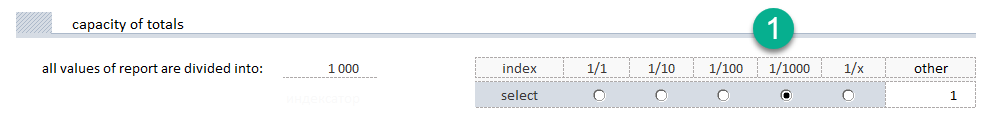 1
capacity of totals
all values of report are divided into: 1 000
index 1/1 1/10 1/100 1/1000 1/x other
select 1